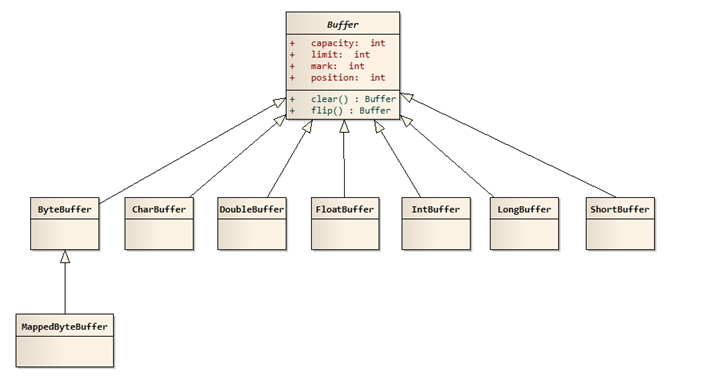 Buffer
+ capacity: int
+ limit: int
+ mark: int
+ position: int
+ clear() : Buffer
+ flip() : Buffer
ByteBuffer
CharBuffer
DoubleBuffer
FloatBuffer
IntBuffer
LongBuffer
ShortBuffer
MappedByteBuffer